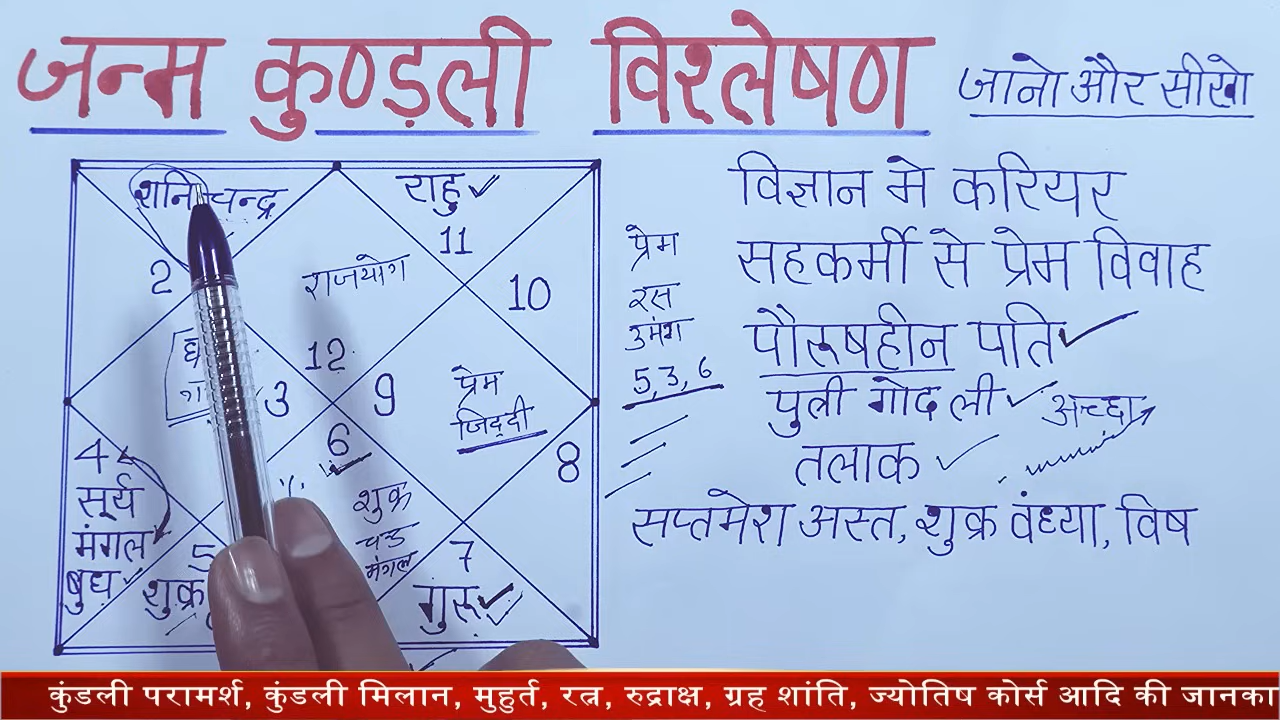 जन्म कुण्ड़ली विश्लेषण
जानो और सीखो
शनि चन्द्र
राहु
2
11
10
राजयोग
12
3
9
प्रेम
जिद्दी
4
6
8
सूर्य
मंगल
बुध
5
शुक्र
शुक्र
मंगल
7
गुरू
प्रेम
रस
उमंग
5,3,6
विज्ञान मे करियर
सहकर्मी से प्रेम विवाह
पौरूषहीन पति
पुत्री गोद ली अच्छा
तलाक
सप्तमेश अस्त, शुक्र वंध्या, विष
कुंडली परामर्श, कुंडली मिलान, मुहुर्त, रत्न, रुद्राक्ष, ग्रह शांति, ज्योतिष कोर्स आदि की जानका